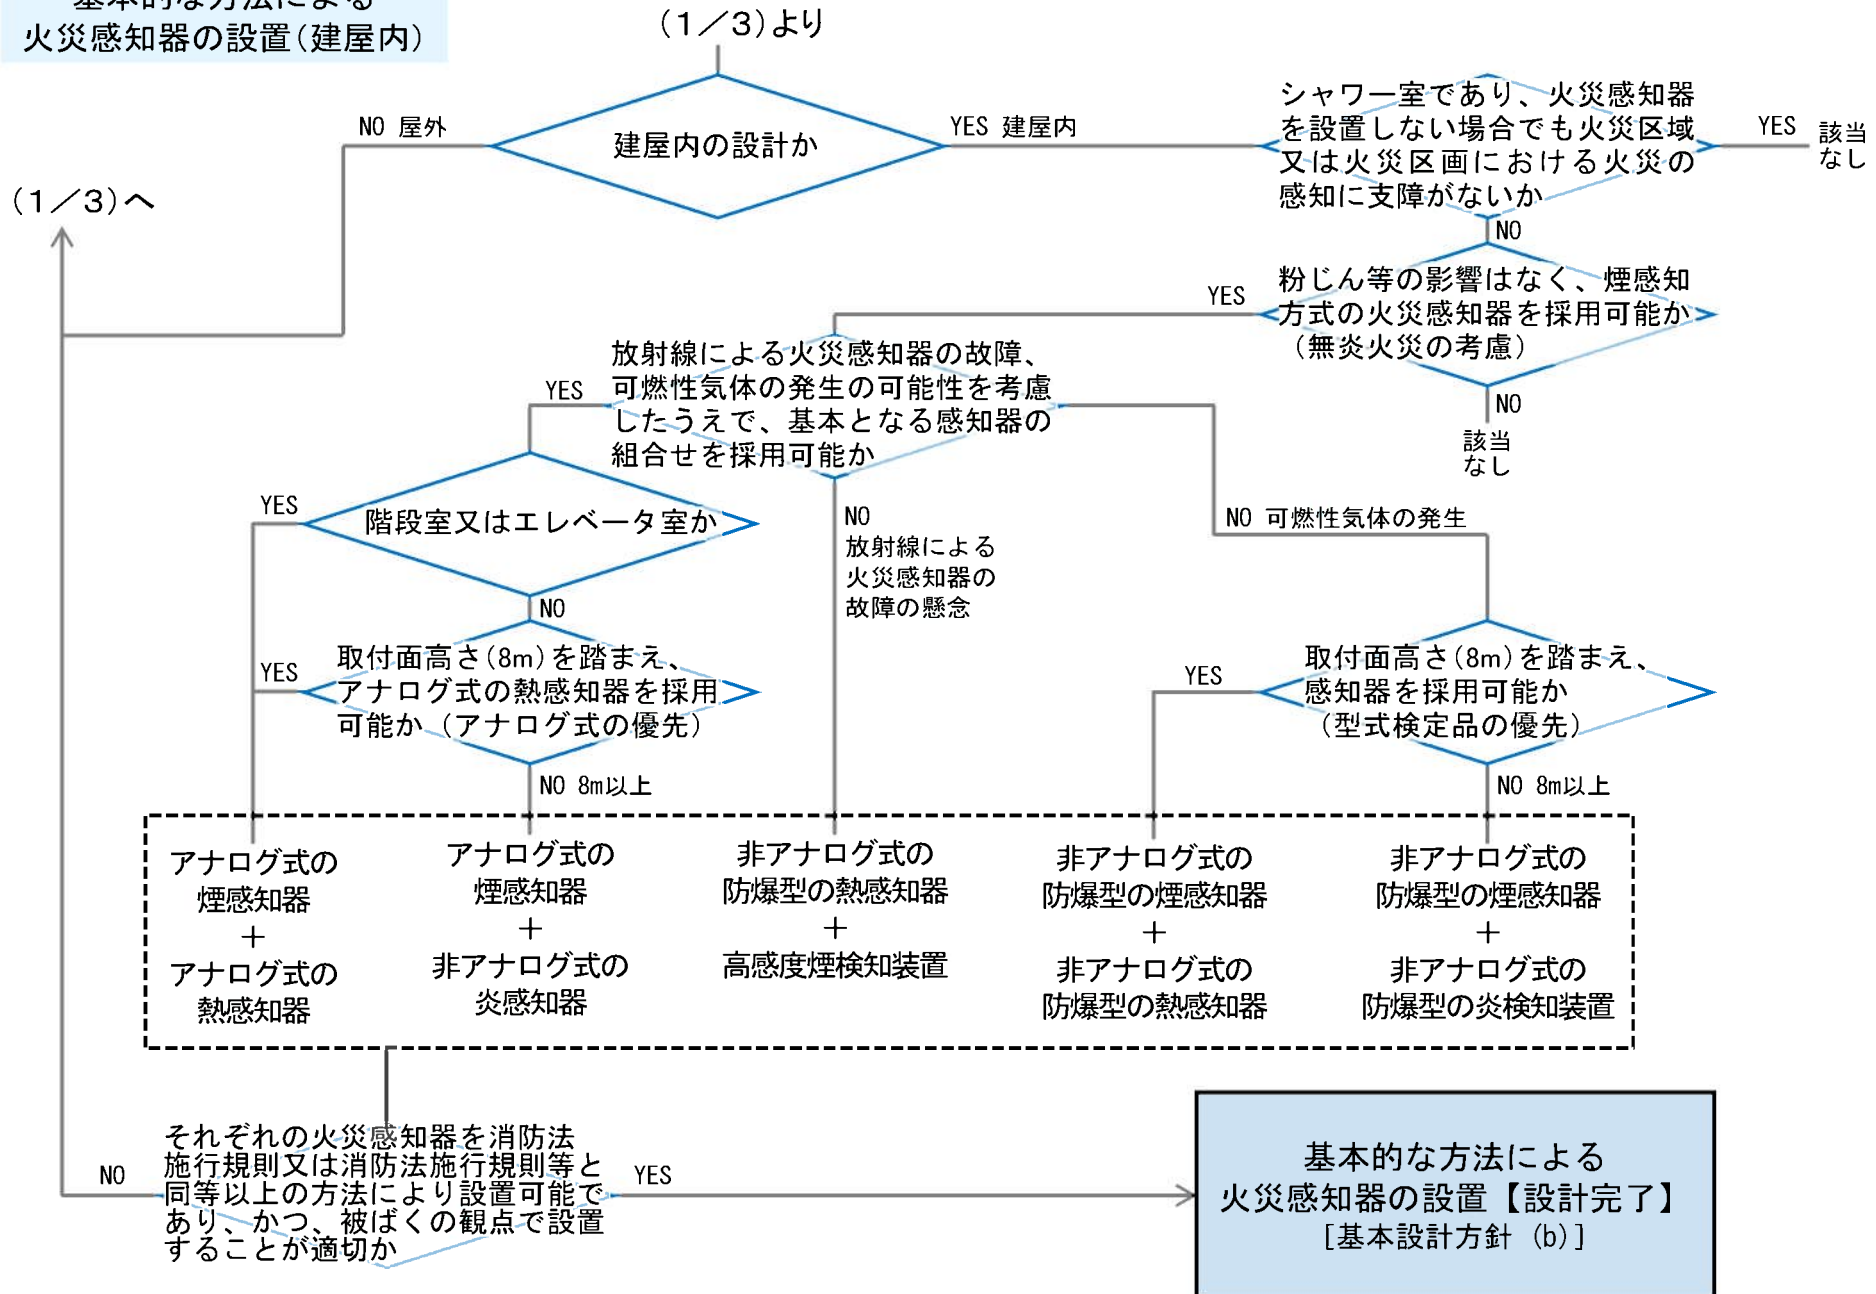 基本的な方法による
火災感知器の設置(建屋内)
(1/3)より
建屋内の設計か
NO 屋外
YES 建屋内
シャワー室であり、火災感知器
を設置しない場合でも火災区域
又は火災区画における火災の
感知に支障がないか
YES
該当
なし
(1/3)へ
NO
粉じん等の影響はなく、煙感知
方式の火災感知器を採用可能か
(無炎火災の考慮)
YES
NO
該当
なし
放射線による火災感知器の故障、
可燃性気体の発生の可能性を考慮
したうえで、基本となる感知器の
組合せを採用可能か
YES
NO
放射線による
火災感知器の
故障の懸念
NO 可燃性気体の発生
階段室又はエレベータ室か
YES
NO
取付面高さ(8m)を踏まえ、
アナログ式の熱感知器を採用
可能か(アナログ式の優先)
YES
NO 8m以上
取付面高さ(8m)を踏まえ、
感知器を採用可能か
(型式検定品の優先)
YES
NO 8m以上
アナログ式の
煙感知器
+
アナログ式の
熱感知器
アナログ式の
煙感知器
+
非アナログ式の
炎感知器
非アナログ式の
防爆型の熱感知器
+
高感度煙検知装置
非アナログ式の
防爆型の煙感知器
+
非アナログ式の
防爆型の熱感知器
非アナログ式の
防爆型の煙感知器
+
非アナログ式の
防爆型の炎検知装置
それぞれの火災感知器を消防法
施行規則又は消防法施行規則等と
同等以上の方法により設置可能で
あり、かつ、被ばくの観点で設置
することが適切か
NO
YES
基本的な方法による
火災感知器の設置【設計完了】
[基本設計方針 (b)]